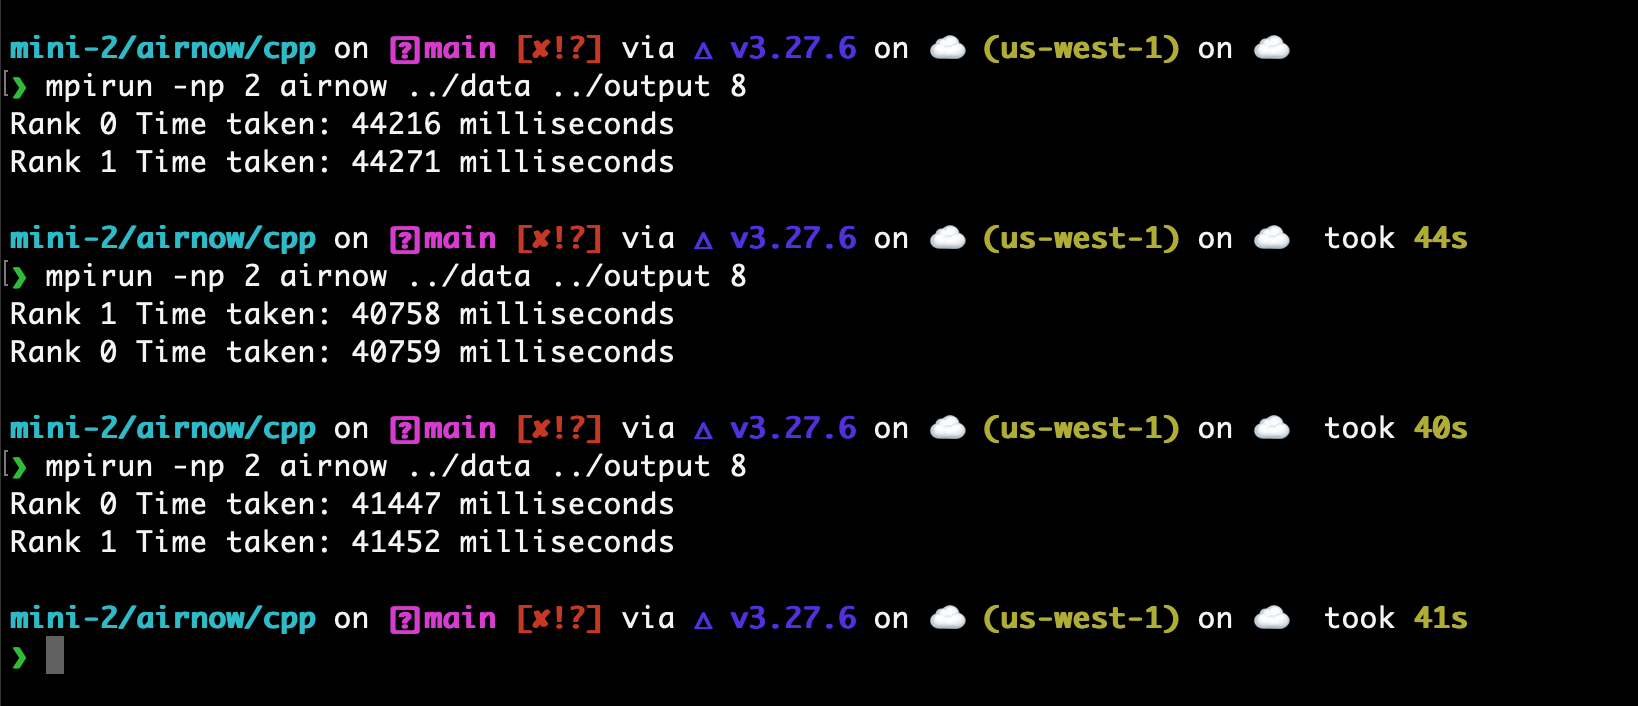 mini-2/airnow/cpp on ?main [✘!?] via △ v3.27.6 on ☁️ (us-west-1) on ☁️
❯ mpirun -np 2 airnow ../data ../output 8
Rank 0 Time taken: 44216 milliseconds
Rank 1 Time taken: 44271 milliseconds
mini-2/airnow/cpp on ?main [✘!?] via △ v3.27.6 on ☁️ (us-west-1) on ☁️ took 44s
❯ mpirun -np 2 airnow ../data ../output 8
Rank 1 Time taken: 40758 milliseconds
Rank 0 Time taken: 40759 milliseconds
mini-2/airnow/cpp on ?main [✘!?] via △ v3.27.6 on ☁️ (us-west-1) on ☁️ took 40s
❯ mpirun -np 2 airnow ../data ../output 8
Rank 0 Time taken: 41447 milliseconds
Rank 1 Time taken: 41452 milliseconds
mini-2/airnow/cpp on ?main [✘!?] via △ v3.27.6 on ☁️ (us-west-1) on ☁️ took 41s
❯